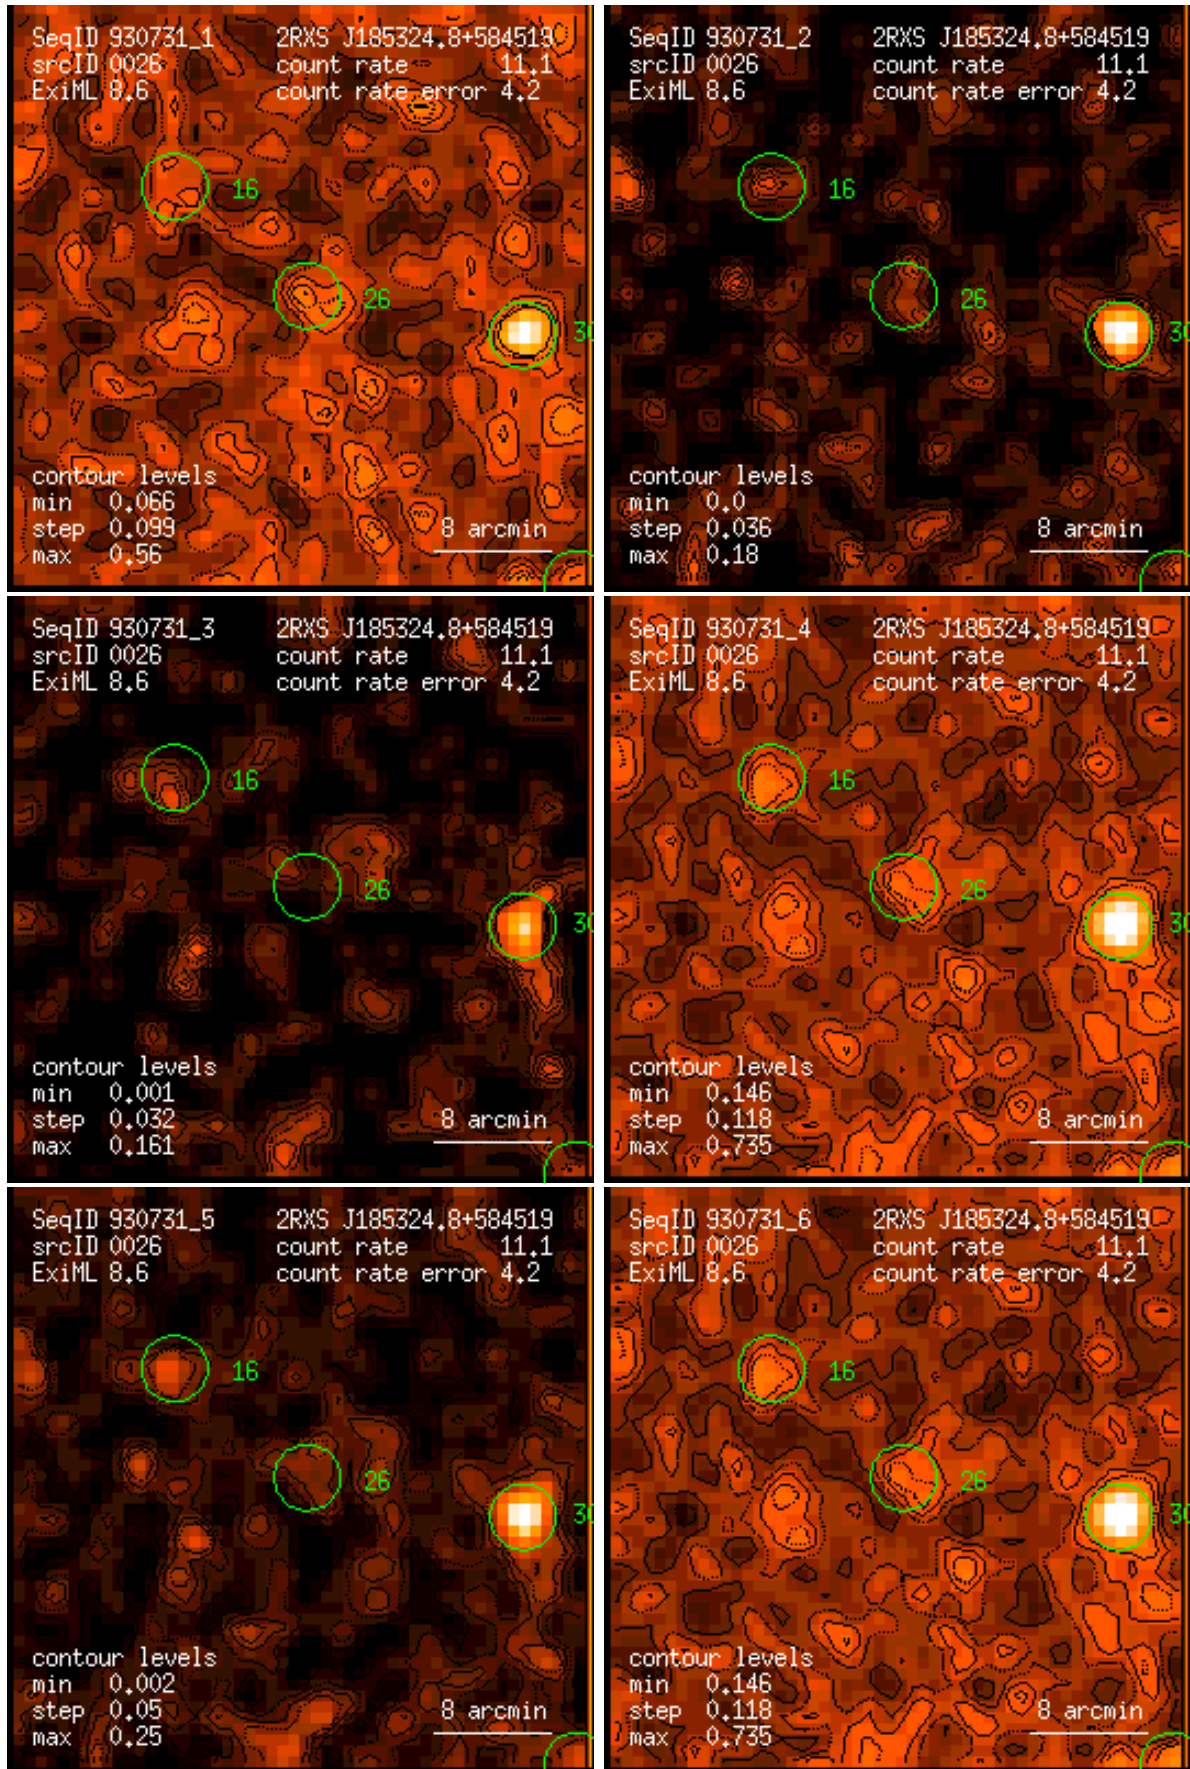 SeqID 930731_1 2RXS J185324.8+584519
srcID 0026 count rate 11.1
ExiML 8.6 count rate error 4.2
16
26
30
contour levels
min 0.066
step 0.099 8 arcmin
max 0.56
SeqID 930731_2 2RXS J185324.8+584519
srcID 0026 count rate 11.1
ExiML 8.6 count rate error 4.2
16
26
30
contour levels
min 0.0
step 0.036 8 arcmin
max 0.18
SeqID 930731_3 2RXS J185324.8+584519
srcID 0026 count rate 11.1
ExiML 8.6 count rate error 4.2
16
26
30
contour levels
min 0.001
step 0.032 8 arcmin
max 0.161
SeqID 930731_4 2RXS J185324.8+584519
srcID 0026 count rate 11.1
ExiML 8.6 count rate error 4.2
16
26
30
contour levels
min 0.146
step 0.118 8 arcmin
max 0.735
SeqID 930731_5 2RXS J185324.8+584519
srcID 0026 count rate 11.1
ExiML 8.6 count rate error 4.2
16
26
30
contour levels
min 0.002
step 0.05 8 arcmin
max 0.25
SeqID 930731_6 2RXS J185324.8+584519
srcID 0026 count rate 11.1
ExiML 8.6 count rate error 4.2
16
26
30
contour levels
min 0.146
step 0.118 8 arcmin
max 0.735